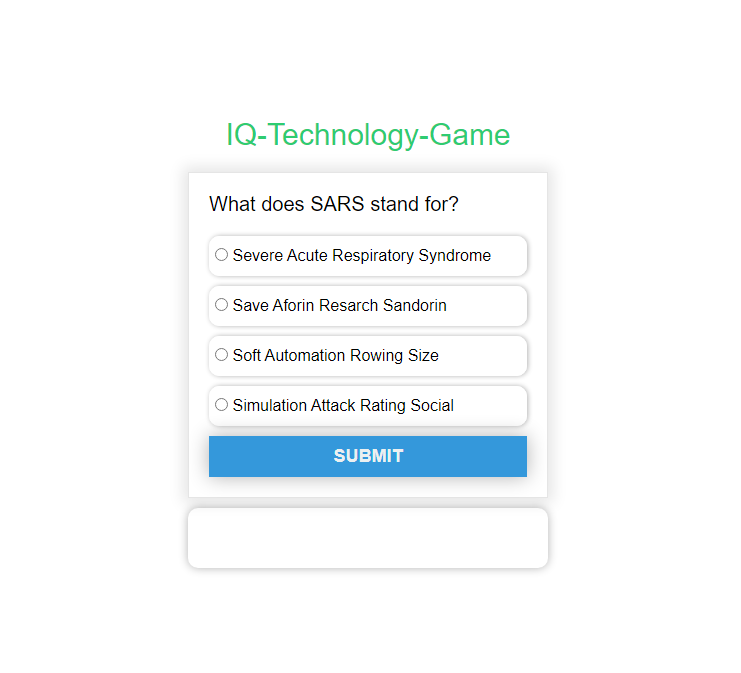 IQ-Technology-Game
What does SARS stand for?
Severe Acute Respiratory Syndrome
Save Aforin Resarch Sandorin
Soft Automation Rowing Size
Simulation Attack Rating Social
SUBMIT